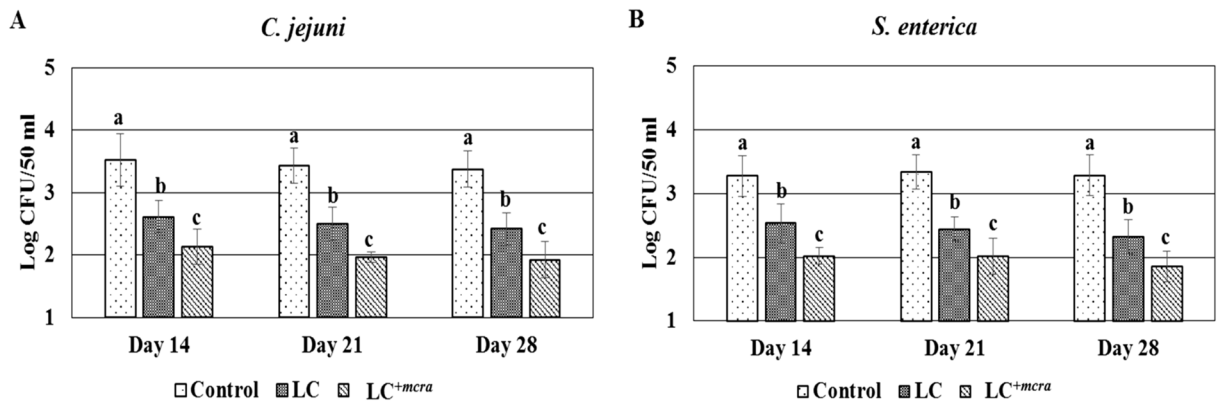 A
C. jejuni
Log CFU/50 ml
5
4
3
2
1
a
b
c
a
b
c
a
b
c
Day 14 Day 21 Day 28
Control LC LC+mcra
B
S. enterica
Log CFU/50 ml
5
4
3
2
1
a
b
c
a
b
c
a
b
c
Day 14 Day 21 Day 28
Control LC LC+mcra